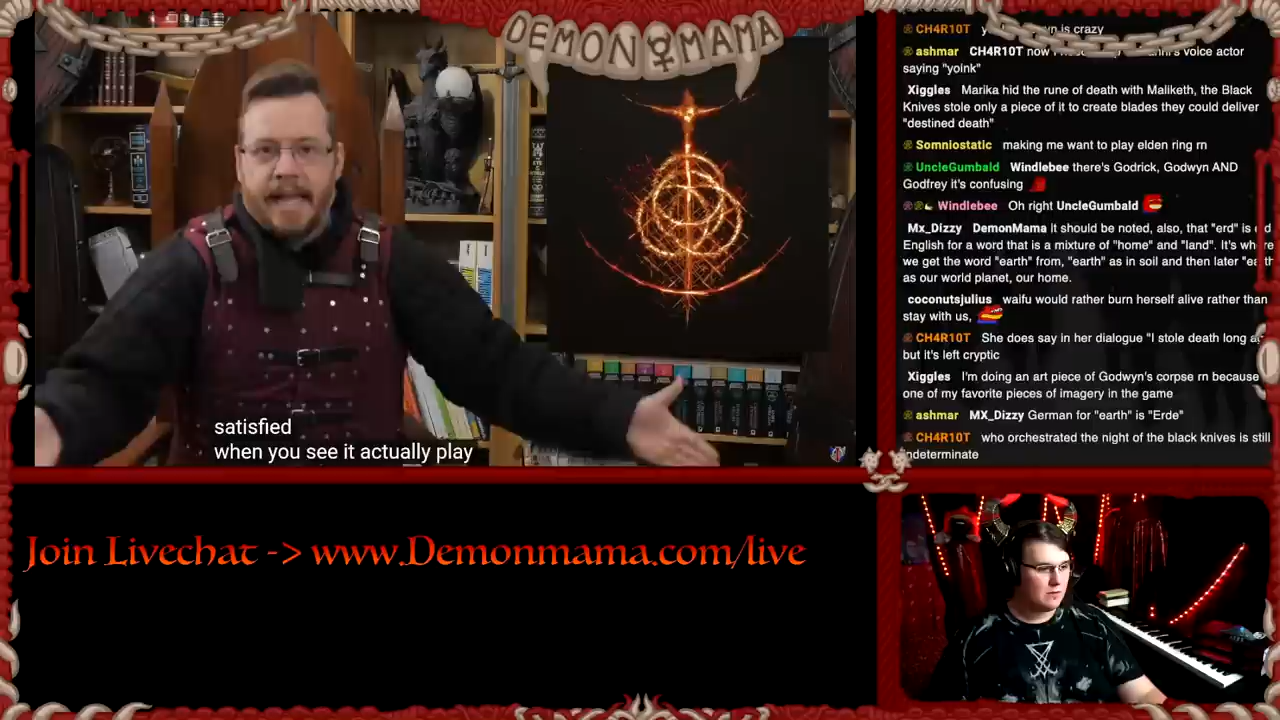 DEMON♀MAMA
satisfied
when you see it actually play
CH4R10T is crazy
ashmar CH4R10T now voice actor
saying "yoink"
Xiggles Marika hid the rune of death with Maliketh, the Black
Knives stole only a piece of it to create blades they could deliver
"destined death"
Somniostatic making me want to play elden ring rn
UncleGumbald Windlebee there's Godrick, Godwyn AND
Godfrey it's confusing
Windlebee Oh right UncleGumbald
Mx_Dizzy DemonMama It should be noted, also, that "erd" is
English for a word that is a mixture of "home" and "land". It's where
we get the word "earth" from, "earth" as in soil and then later "earth
as our world planet, our home.
coconutsjulius waifu would rather burn herself alive rather than
stay with us,
CH4R10T She does say in her dialogue "I stole death long
but it's left cryptic
Xiggles I'm doing an art piece of Godwyn's corpse rn because
one of my favorite pieces of imagery in the game
ashmar MX_Dizzy German for "earth" is "Erde"
CH4R10T who orchestrated the night of the black knives is still
indeterminate
Join Livechat -> www.Demonmama.com/live